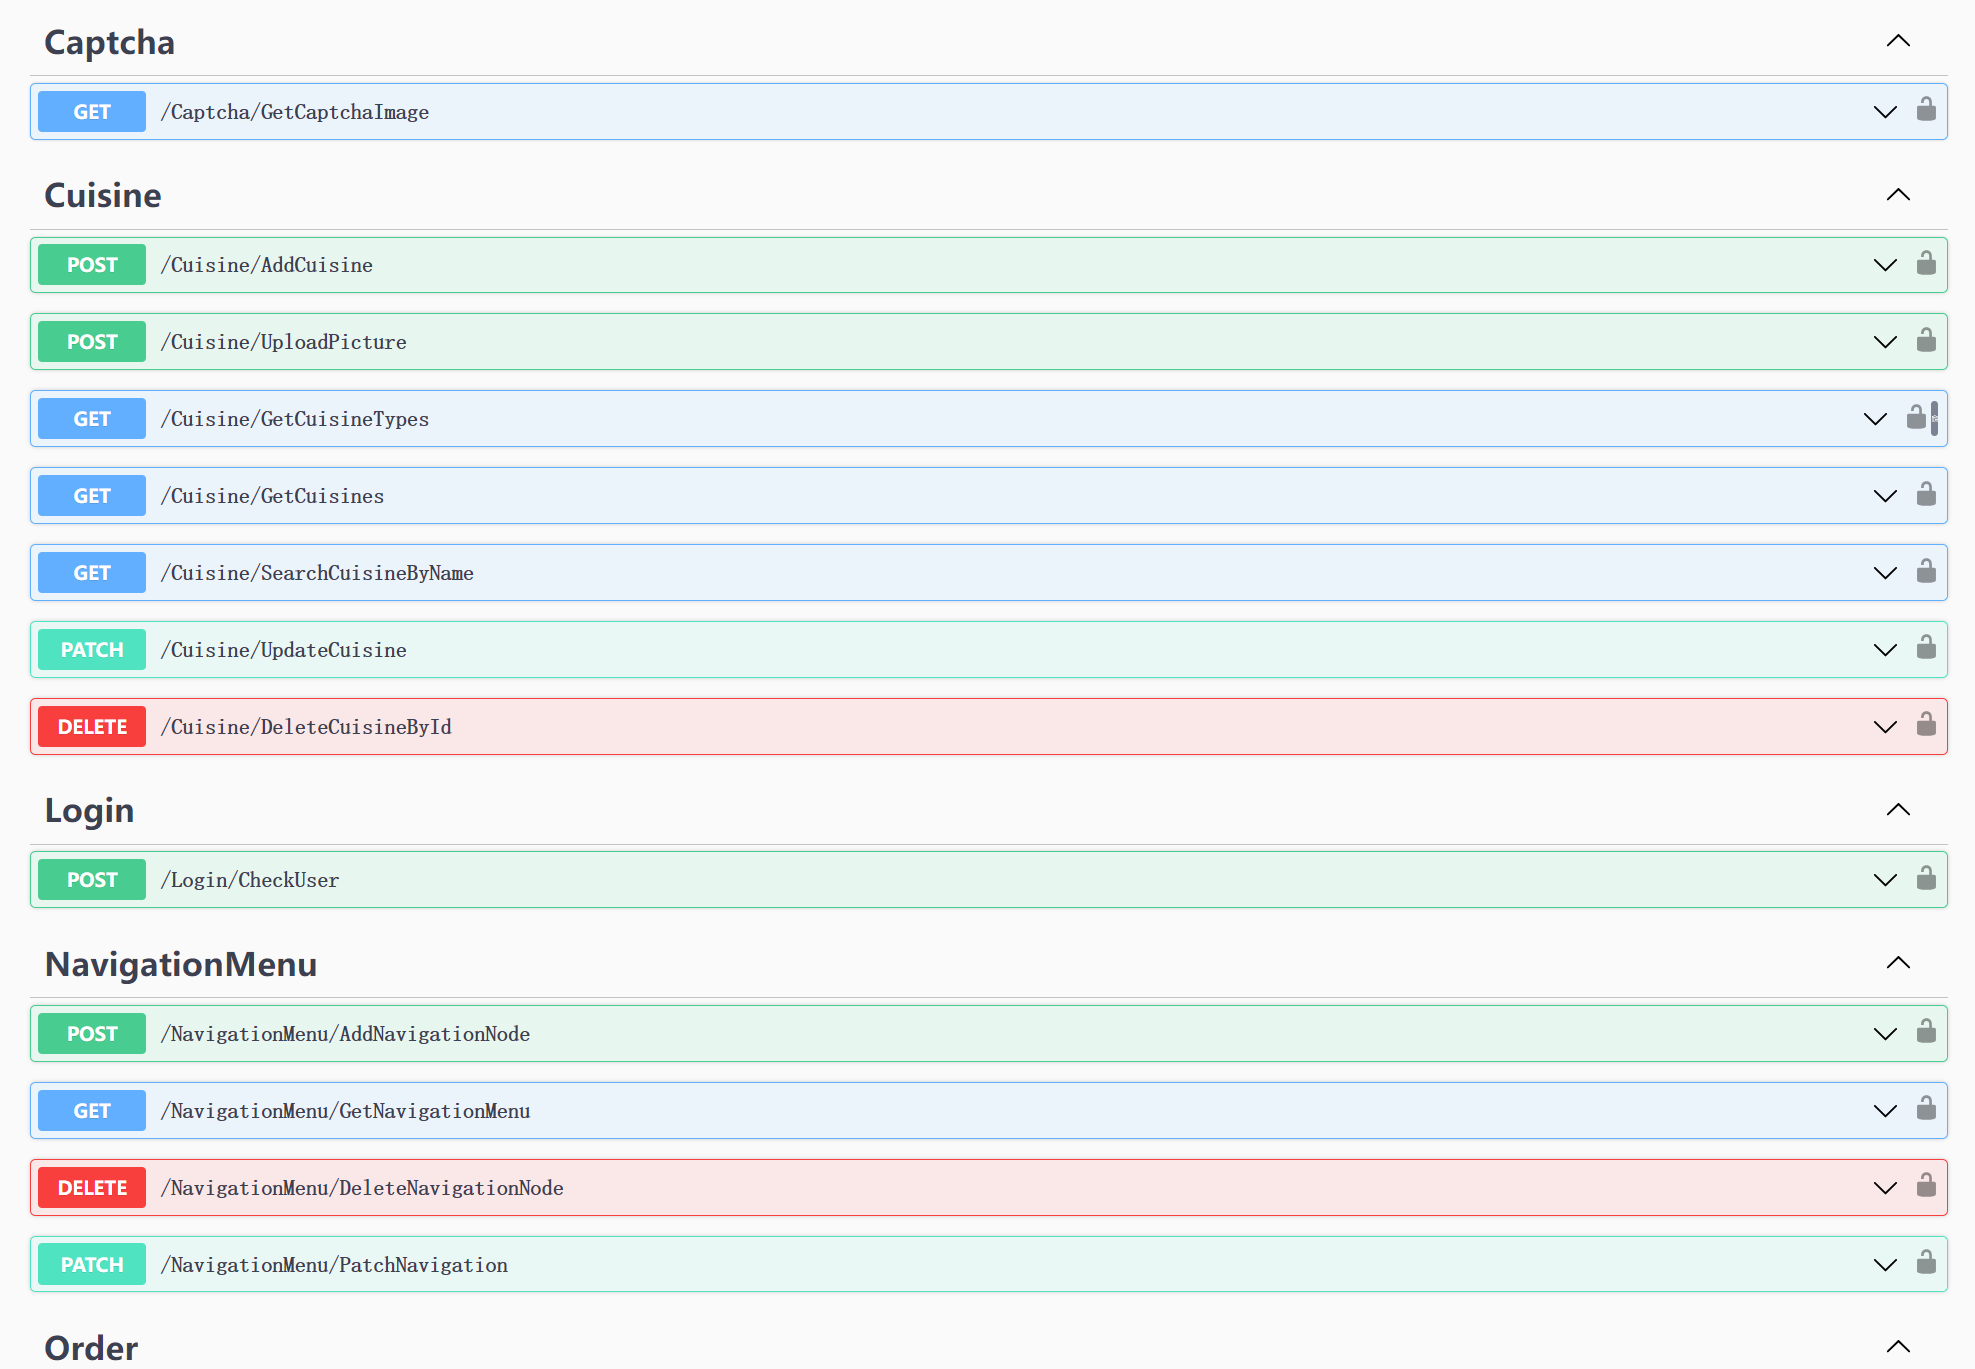 Captcha
GET /Captcha/GetCaptchaImage
Cuisine
POST /Cuisine/AddCuisine
POST /Cuisine/UploadPicture
GET /Cuisine/GetCuisineTypes
GET /Cuisine/GetCuisines
GET /Cuisine/SearchCuisineByName
PATCH /Cuisine/UpdateCuisine
DELETE /Cuisine/DeleteCuisineById
Login
POST /Login/CheckUser
NavigationMenu
POST /NavigationMenu/AddNavigationNode
GET /NavigationMenu/GetNavigationMenu
DELETE /NavigationMenu/DeleteNavigationNode
PATCH /NavigationMenu/PatchNavigation
Order